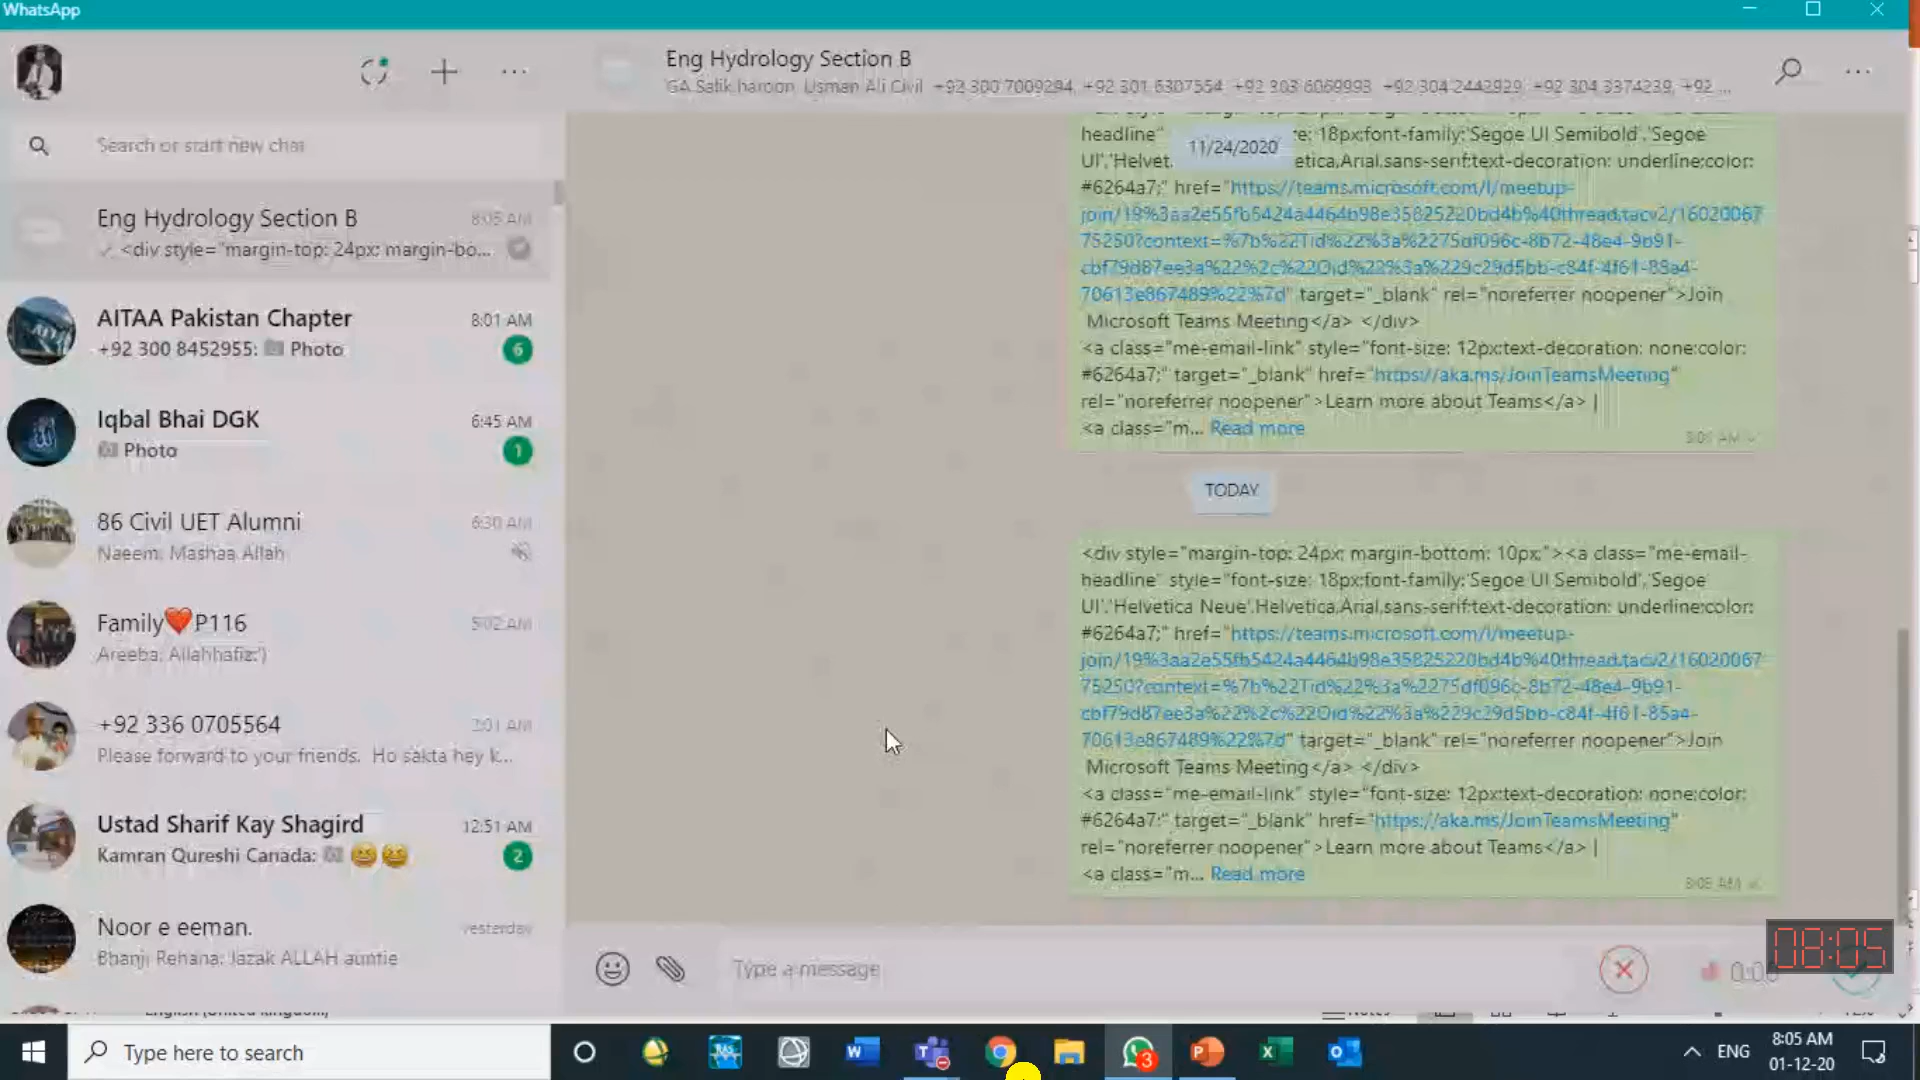 WhatsApp
Eng Hydrology Section B
GA Salik haroon, Usman Ali Civil, +92 300 7009294, +92 301 6307554, +92 303 6069993, +92 304 2442929, +92 304 3374239, +92 ...
Search or start new chat
Eng Hydrology Section B 8:05 AM
<div style="margin-top: 24px; margin-bo...
AITAA Pakistan Chapter 8:01 AM
+92 300 8452955: Photo 6
Iqbal Bhai DGK 6:45 AM
Photo 1
86 Civil UET Alumni 6:30 AM
Naeem: Mashaa Allah
Family❤️P116 5:02 AM
Areeba: Allahhafiz:')
+92 336 0705564 2:01 AM
Please forward to your friends. Ho sakta hey k...
Ustad Sharif Kay Shagird 12:51 AM
Kamran Qureshi Canada: 😆😆 2
Noor e eeman. yesterday
Bhanji Rehana: Jazak ALLAH auntie
11/24/2020
headline" re: 18px;font-family:'Segoe UI Semibold','Segoe
UI','Helvet. etica,Arial,sans-serif;text-decoration: underline;color:
#6264a7;" href="https://teams.microsoft.com/l/meetup-
join/19%3aa2e55fb5424a4464b98e35825220bd4b%40thread.tacv2/16020067
75250?context=%7b%22Tid%22%3a%2275df096c-8b72-48e4-9b91-
cbf79d87ee3a%22%2c%22Oid%22%3a%229c29d5bb-c84f-4f61-85a4-
70613e867489%22%7d" target="_blank" rel="noreferrer noopener">Join
Microsoft Teams Meeting</a> </div>
<a class="me-email-link" style="font-size: 12px;text-decoration: none;color:
#6264a7;" target="_blank" href="https://aka.ms/JoinTeamsMeeting"
rel="noreferrer noopener">Learn more about Teams</a> |
<a class="m... Read more
TODAY
<div style="margin-top: 24px; margin-bottom: 10px;"><a class="me-email-
headline" style="font-size: 18px;font-family:'Segoe UI Semibold','Segoe
UI','Helvetica Neue',Helvetica,Arial,sans-serif;text-decoration: underline;color:
#6264a7;" href="https://teams.microsoft.com/l/meetup-
join/19%3aa2e55fb5424a4464b98e35825220bd4b%40thread.tacv2/16020067
75250?context=%7b%22Tid%22%3a%2275df096c-8b72-48e4-9b91-
cbf79d87ee3a%22%2c%22Oid%22%3a%229c29d5bb-c84f-4f61-85a4-
70613e867489%22%7d" target="_blank" rel="noreferrer noopener">Join
Microsoft Teams Meeting</a> </div>
<a class="me-email-link" style="font-size: 12px;text-decoration: none;color:
#6264a7;" target="_blank" href="https://aka.ms/JoinTeamsMeeting"
rel="noreferrer noopener">Learn more about Teams</a> |
<a class="m... Read more
8:05 AM
Type a message
08:05
Type here to search
3
ENG
8:05 AM
01-12-20